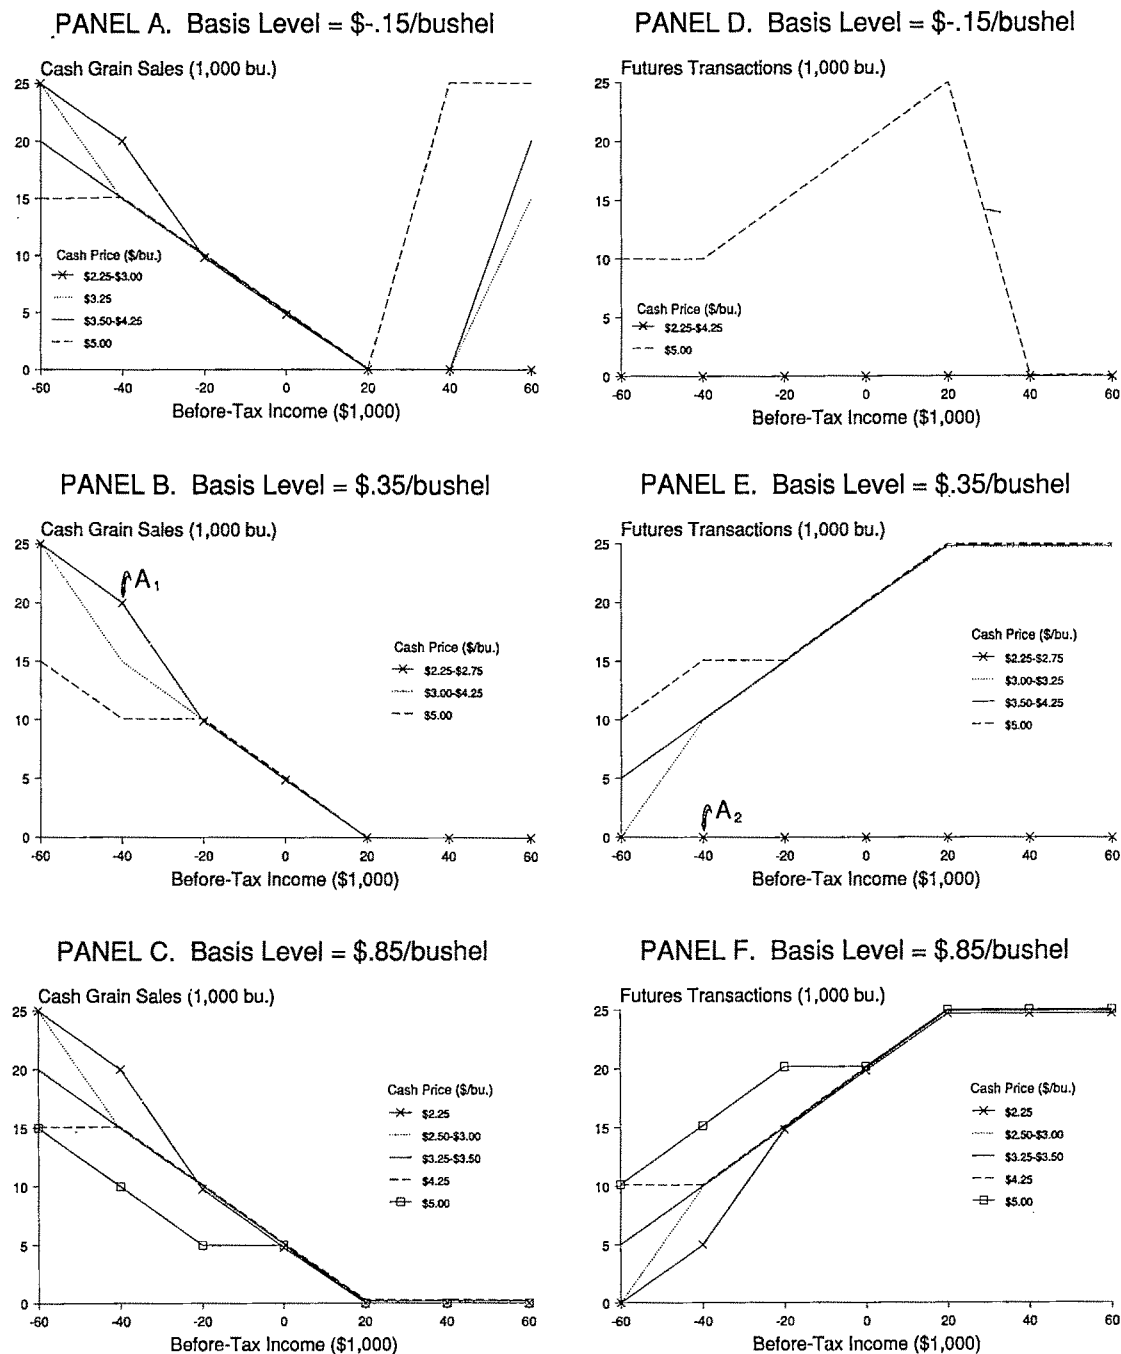 PANEL A. Basis Level = $-.15/bushel
Cash Grain Sales (1,000 bu.)
25
20
15
10
5
0
Cash Price ($/bu.)
$2.25-$3.00
$3.25
$3.50-$4.25
$5.00
-60 -40 -20 0 20 40 60
Before-Tax Income ($1,000)
PANEL D. Basis Level = $-.15/bushel
Futures Transactions (1,000 bu.)
25
20
15
10
5
0
Cash Price ($/bu.)
$2.25-$4.25
$5.00
-60 -40 -20 0 20 40 60
Before-Tax Income ($1,000)
PANEL B. Basis Level = $.35/bushel
Cash Grain Sales (1,000 bu.)
25
20
15
10
5
0
A1
Cash Price ($/bu.)
$2.25-$2.75
$3.00-$4.25
$5.00
-60 -40 -20 0 20 40 60
Before-Tax Income ($1,000)
PANEL E. Basis Level = $.35/bushel
Futures Transactions (1,000 bu.)
25
20
15
10
5
0
Cash Price ($/bu.)
$2.25-$2.75
$3.00-$3.25
$3.50-$4.25
$5.00
A2
-60 -40 -20 0 20 40 60
Before-Tax Income ($1,000)
PANEL C. Basis Level = $.85/bushel
Cash Grain Sales (1,000 bu.)
25
20
15
10
5
0
Cash Price ($/bu.)
$2.25
$2.50-$3.00
$3.25-$3.50
$4.25
$5.00
-60 -40 -20 0 20 40 60
Before-Tax Income ($1,000)
PANEL F. Basis Level = $.85/bushel
Futures Transactions (1,000 bu.)
25
20
15
10
5
0
Cash Price ($/bu.)
$2.25
$2.50-$3.00
$3.25-$3.50
$4.25
$5.00
-60 -40 -20 0 20 40 60
Before-Tax Income ($1,000)